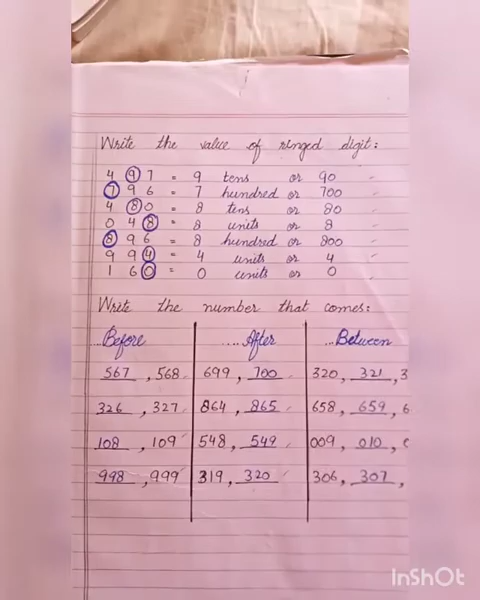 Write the value of ringed digit:
4 9 7 = 9 tens or 90
7 9 6 = 7 hundred or 700
4 8 0 = 8 tens or 80
0 4 8 = 8 units or 8
8 9 6 = 8 hundred or 800
9 9 4 = 4 units or 4
1 6 0 = 0 units or 0
Write the number that comes:
...Before ....After ...Between
567, 568 699, 700 320, 321, 3
326, 327 864, 865 658, 659, 6
108, 109 548, 549 009, 010, 0
998, 999 319, 320 306, 307,
InShOt